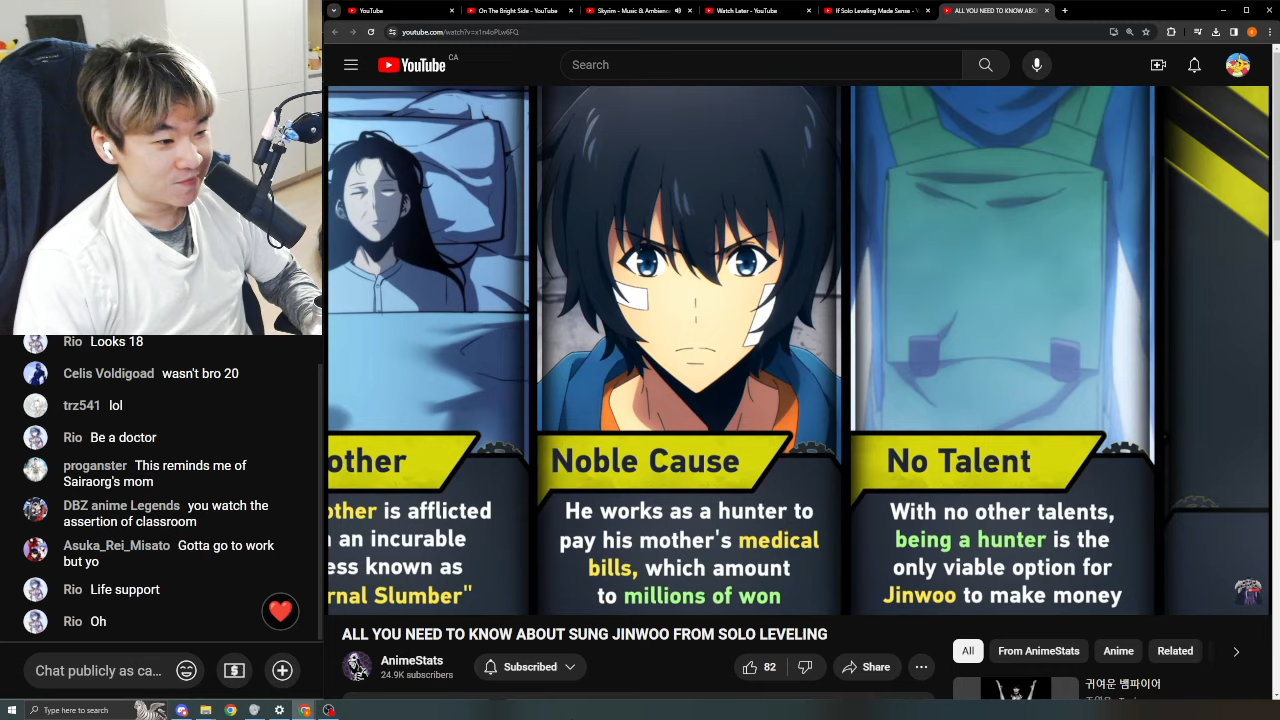 YouTube
On The Bright Side - YouTube
Skyrim - Music & Ambience
Watch Later - YouTube
If Solo Leveling Made Sense - Y
ALL YOU NEED TO KNOW ABO
youtube.com/watch?v=x1n4oPLw6FQ
YouTube CA
Search
other
other is afflicted
an incurable
ess known as
rnal Slumber"
Noble Cause
He works as a hunter to
pay his mother's medical
bills, which amount
to millions of won
No Talent
With no other talents,
being a hunter is the
only viable option for
Jinwoo to make money
Rio Looks 18
Celis Voldigoad wasn't bro 20
trz541 lol
Rio Be a doctor
proganster This reminds me of
Sairaorg's mom
DBZ anime Legends you watch the
assertion of classroom
Asuka_Rei_Misato Gotta go to work
but yo
Rio Life support
Rio Oh
Chat publicly as ca...
ALL YOU NEED TO KNOW ABOUT SUNG JINWOO FROM SOLO LEVELING
AnimeStats
24.9K subscribers
Subscribed
82
Share
All
From AnimeStats
Anime
Related
귀여운 뱀파이어
Type here to search